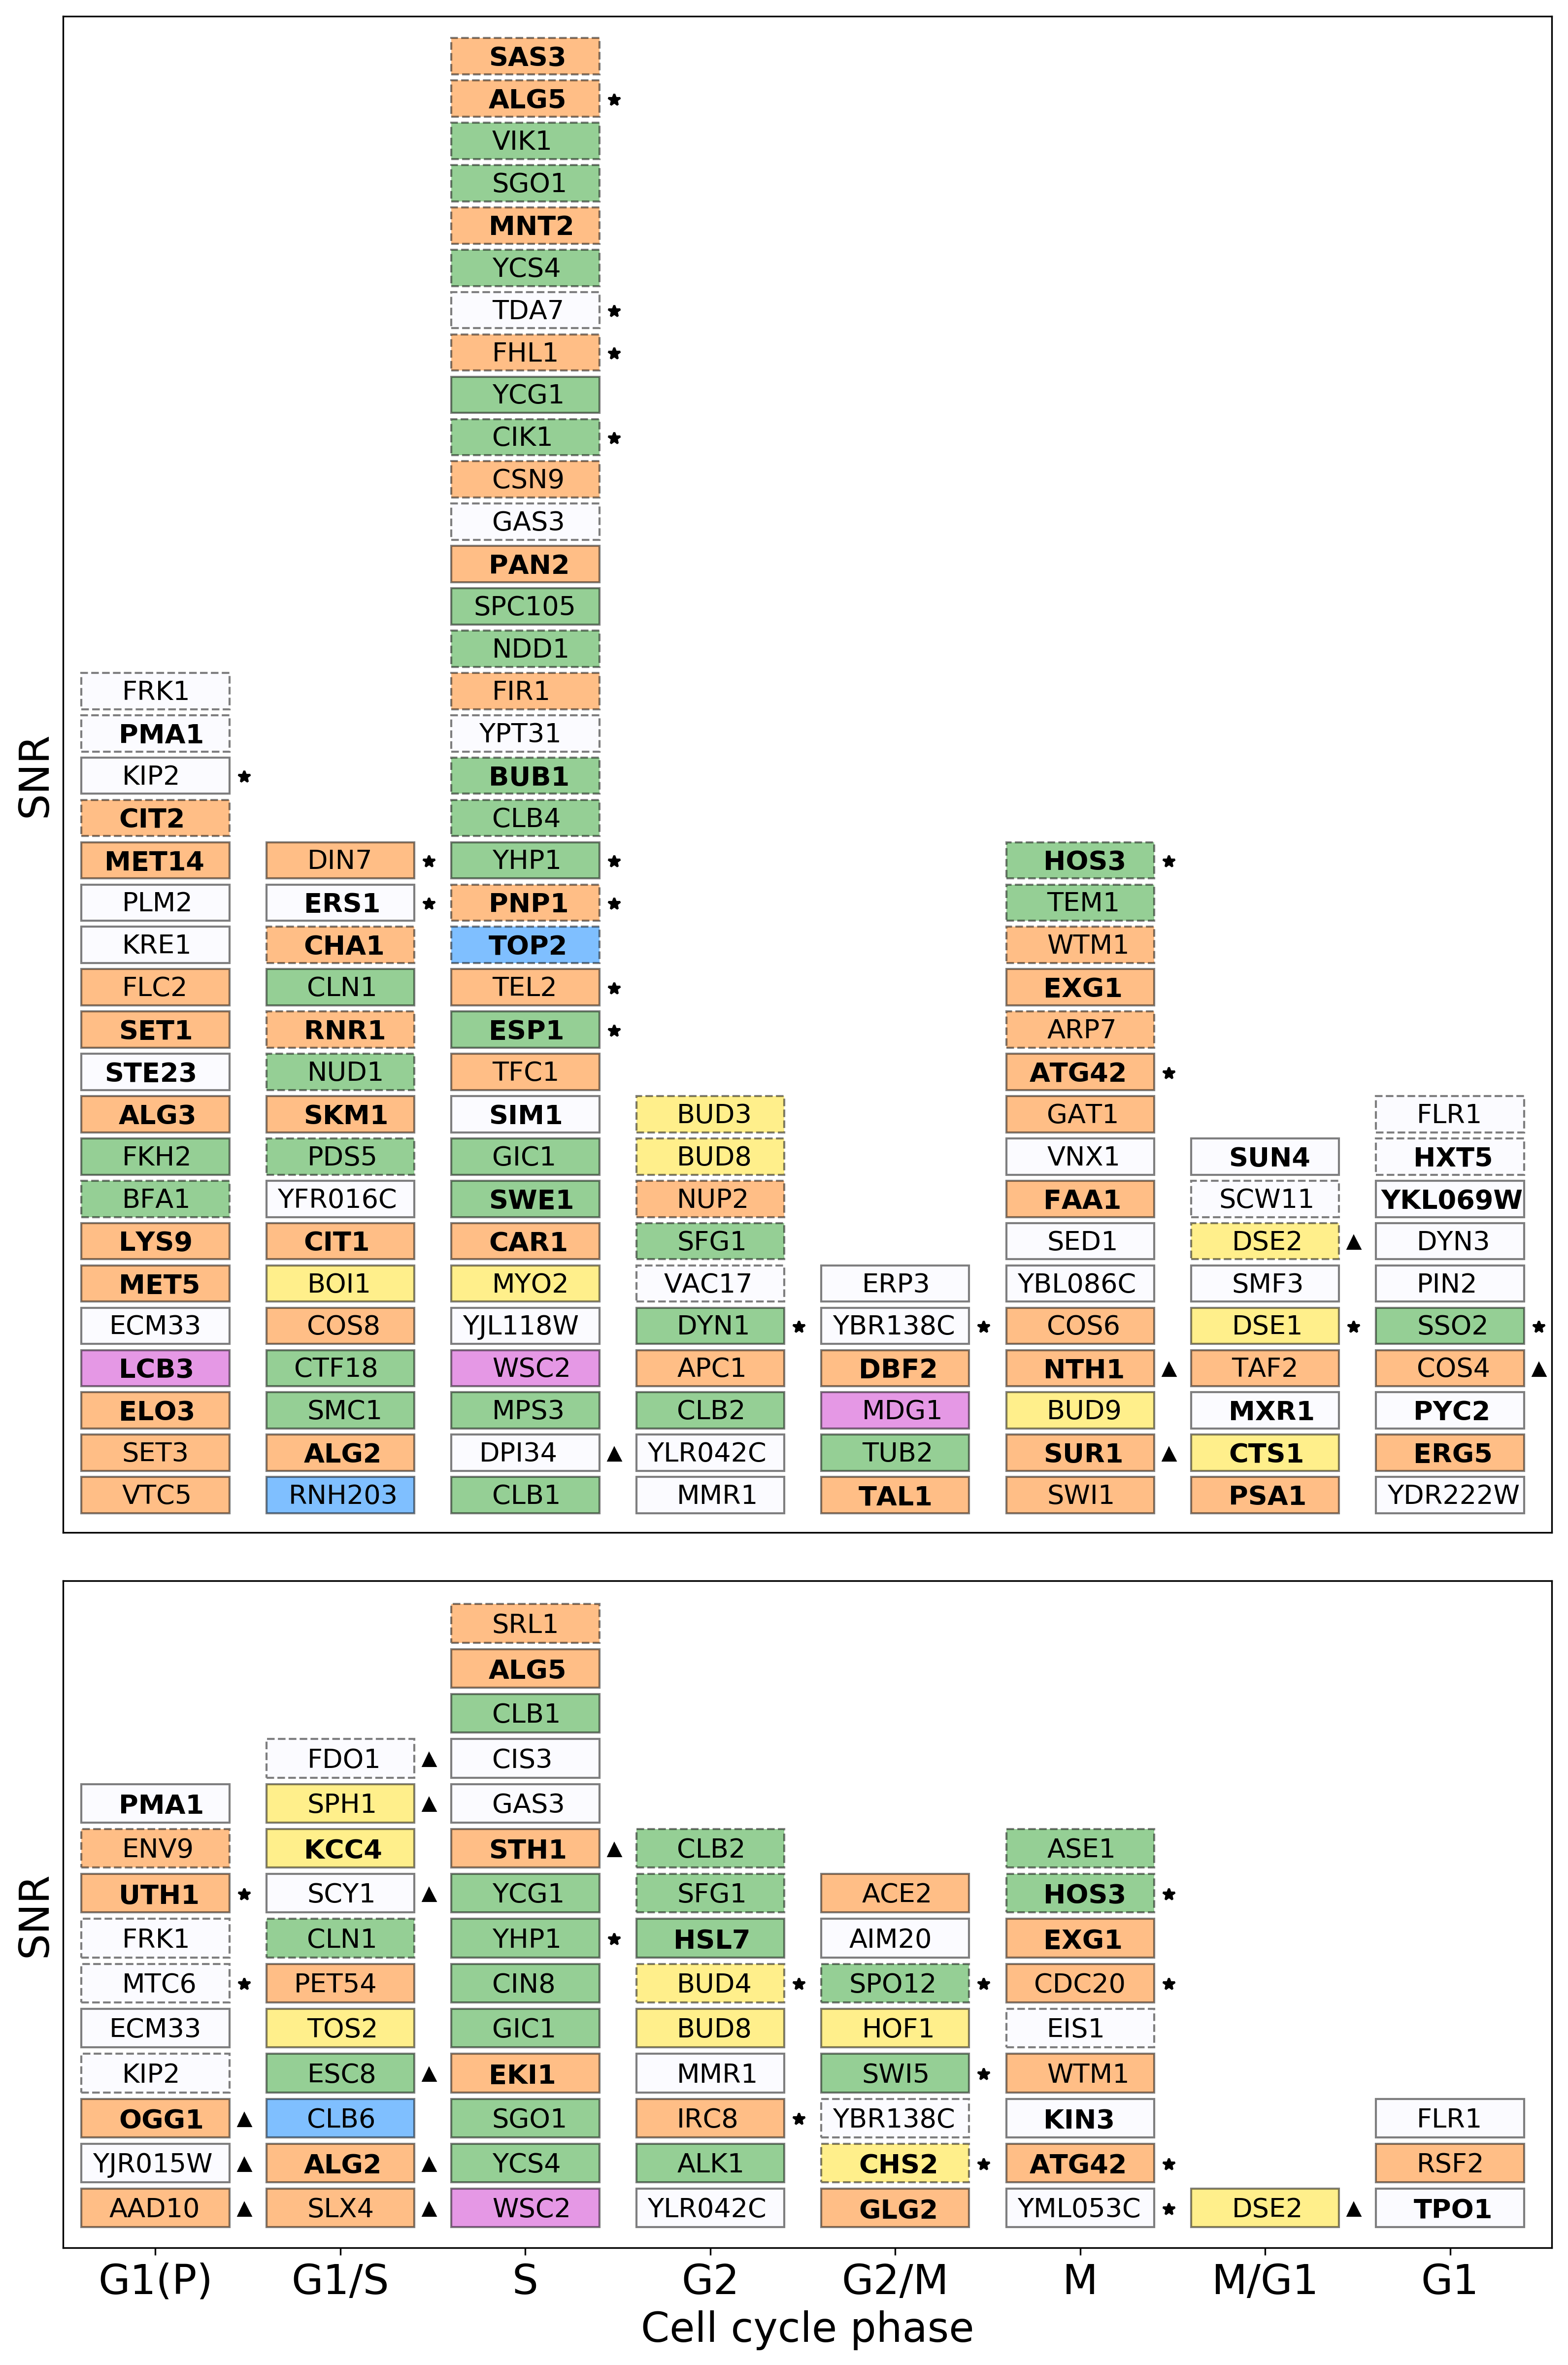 SNR
SAS3
ALG5 ★
VIK1
SGO1
MNT2
YCS4
TDA7 ★
FHL1 ★
YCG1
CIK1 ★
CSN9
GAS3
PAN2
SPC105
NDD1
FRK1 FIR1
PMA1 YPT31
KIP2 ★ BUB1
CIT2 CLB4
MET14 DIN7 ★ YHP1 ★ HOS3 ★
PLM2 ERS1 ★ PNP1 ★ TEM1
KRE1 CHA1 TOP2 WTM1
FLC2 CLN1 TEL2 ★ EXG1
SET1 RNR1 ESP1 ★ ARP7
STE23 NUD1 TFC1 ATG42 ★
ALG3 SKM1 SIM1 BUD3 GAT1 FLR1
FKH2 PDS5 GIC1 BUD8 VNX1 SUN4 HXT5
BFA1 YFR016C SWE1 NUP2 FAA1 SCW11 YKL069W
LYS9 CIT1 CAR1 SFG1 SED1 DSE2 ▲ DYN3
MET5 BOI1 MYO2 VAC17 ERP3 YBL086C SMF3 PIN2
ECM33 COS8 YJL118W DYN1 ★ YBR138C ★ COS6 DSE1 ★ SSO2 ★
LCB3 CTF18 WSC2 APC1 DBF2 NTH1 ▲ TAF2 COS4 ▲
ELO3 SMC1 MPS3 CLB2 MDG1 BUD9 MXR1 PYC2
SET3 ALG2 DPI34 ▲ YLR042C TUB2 SUR1 ▲ CTS1 ERG5
VTC5 RNH203 CLB1 MMR1 TAL1 SWI1 PSA1 YDR222W
SNR
SRL1
ALG5
CLB1
FDO1 ▲ CIS3
PMA1 SPH1 ▲ GAS3
ENV9 KCC4 STH1 ▲ CLB2 ASE1
UTH1 ★ SCY1 ▲ YCG1 SFG1 ACE2 HOS3 ★
FRK1 CLN1 YHP1 ★ HSL7 AIM20 EXG1
MTC6 ★ PET54 CIN8 BUD4 ★ SPO12 ★ CDC20 ★
ECM33 TOS2 GIC1 BUD8 HOF1 EIS1
KIP2 ESC8 ▲ EKI1 MMR1 SWI5 ★ WTM1
OGG1 ▲ CLB6 SGO1 IRC8 ★ YBR138C KIN3 FLR1
YJR015W ▲ ALG2 ▲ YCS4 ALK1 CHS2 ★ ATG42 ★ RSF2
AAD10 ▲ SLX4 ▲ WSC2 YLR042C GLG2 YML053C ★ DSE2 ▲ TPO1
G1(P) G1/S S G2 G2/M M M/G1 G1
Cell cycle phase